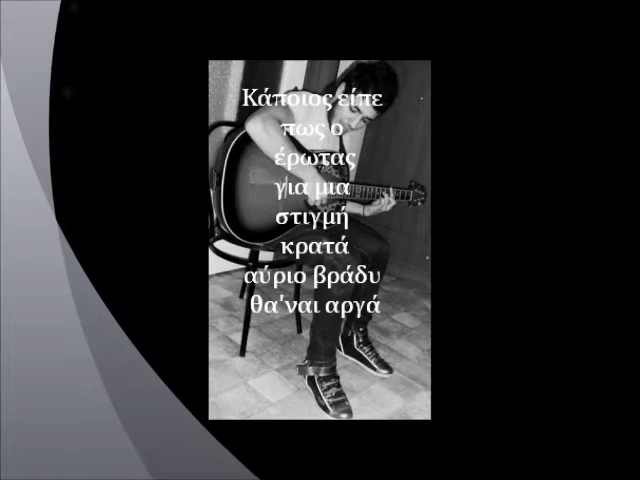 Κάποιος είπε
πως ο
έρωτας
για μια
στιγμή
κρατά
αύριο βράδυ
θα'ναι αργά